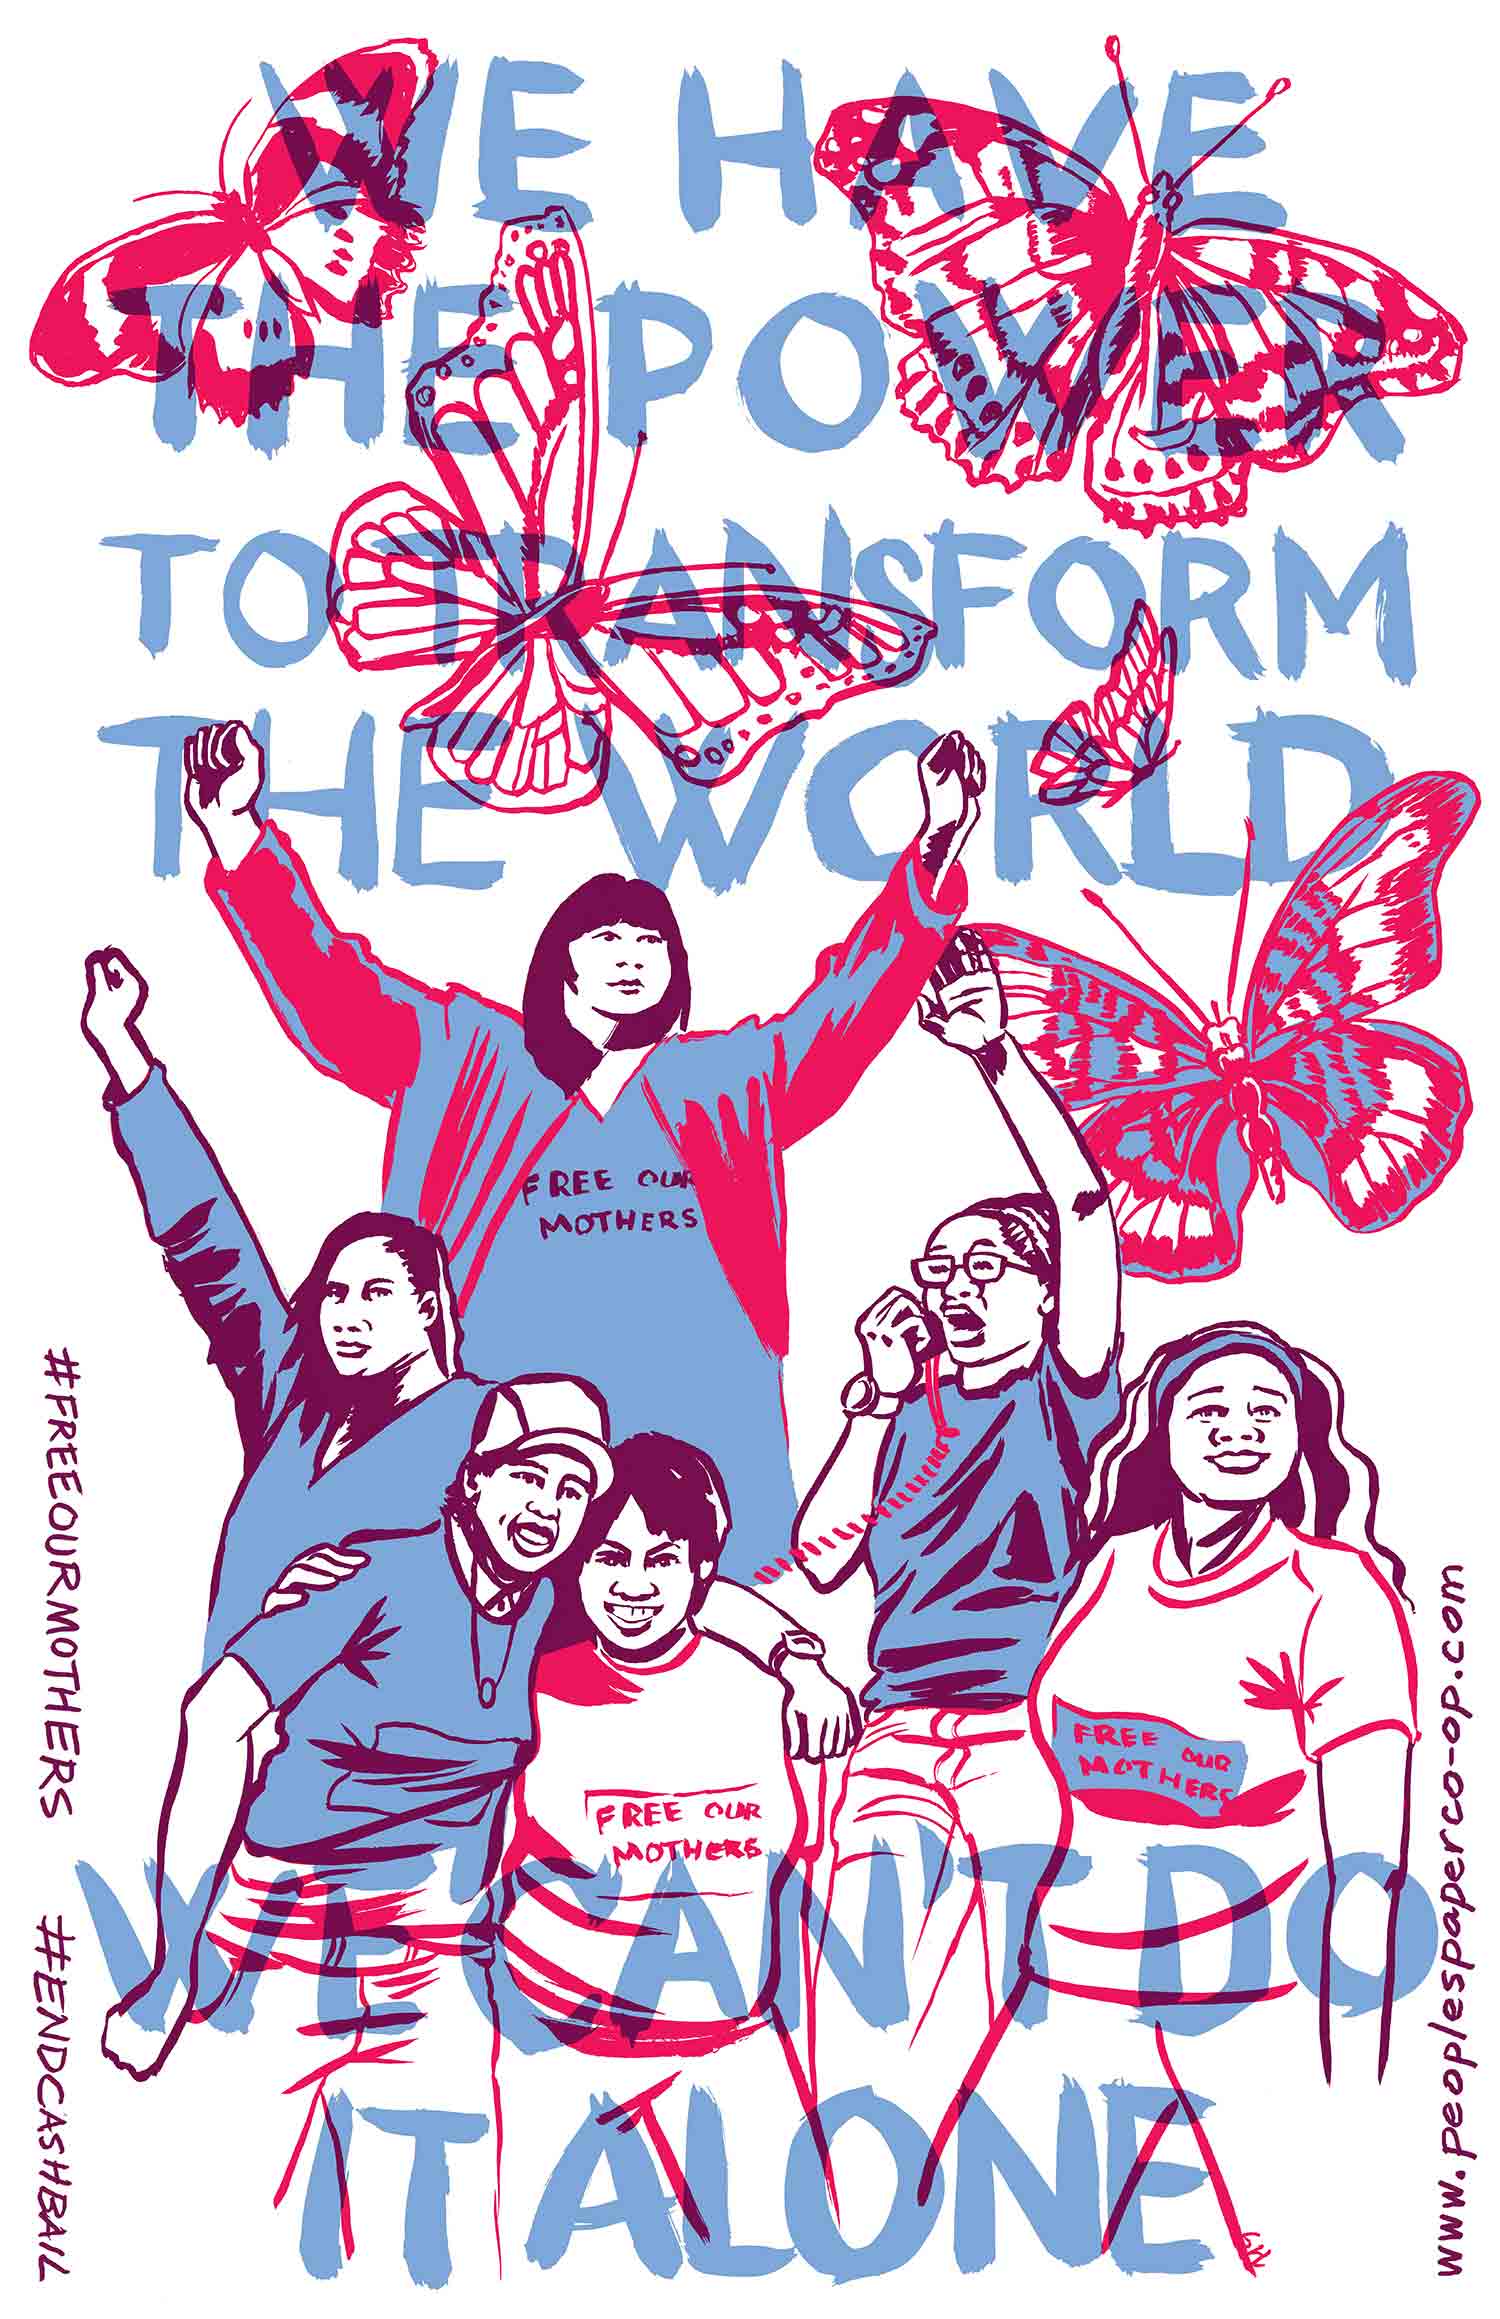 WE HAVE
THE POWER
TO TRANSFORM
THE WORLD
FREE OUR
MOTHERS
FREE OUR
MOTHERS
FREE OUR
MOTHERS
WE CAN'T DO
IT ALONE
#FREEOURMOTHERS
#ENDCASHBAIL
www.peoplespaperco-op.com